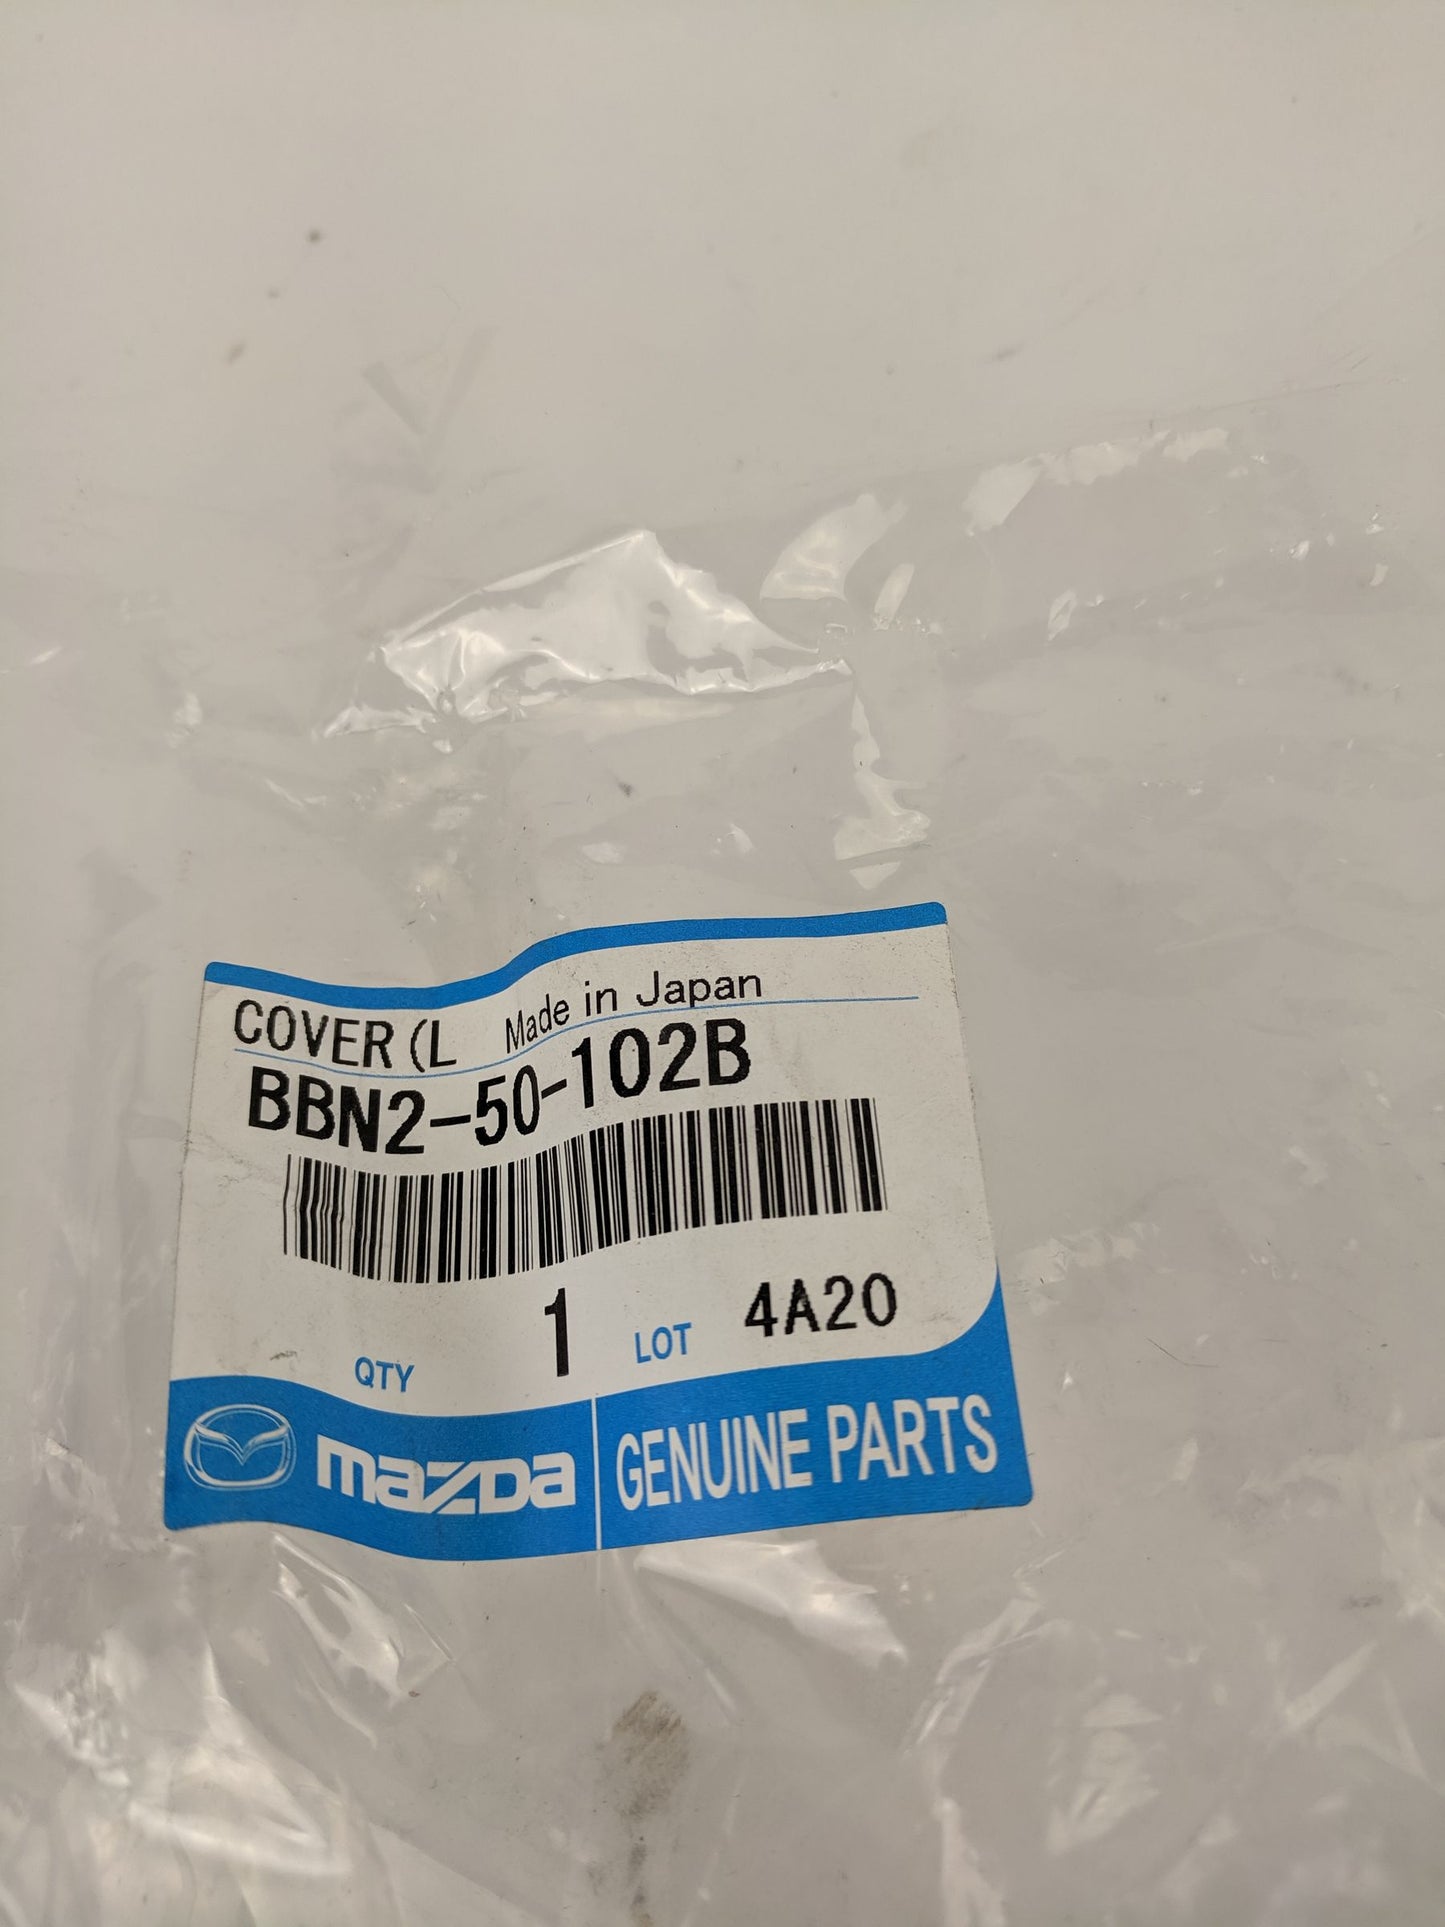 COVER (L Made in Japan
BBN2-50-102B
QTY 1 LOT 4A20
mazda GENUINE PARTS